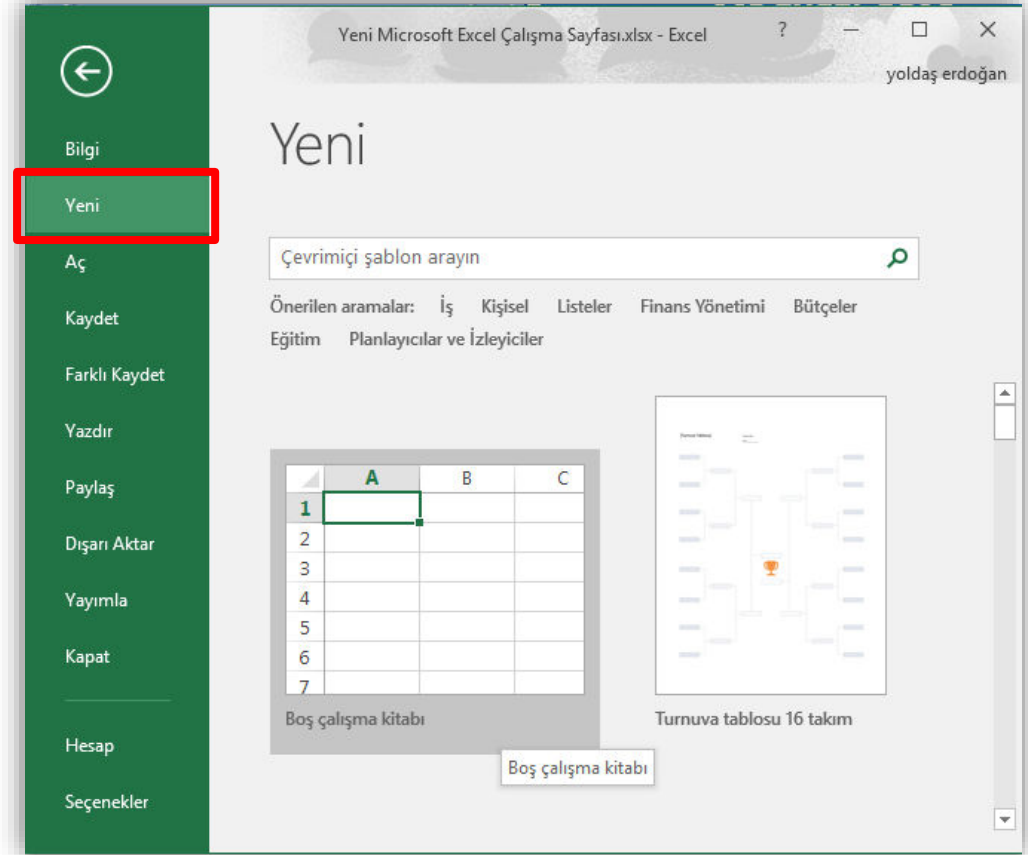 Yeni Microsoft Excel Çalışma Sayfası.xlsx - Excel ?
yoldaş erdoğan
Bilgi
Yeni
Aç
Kaydet
Farklı Kaydet
Yazdır
Paylaş
Dışarı Aktar
Yayımla
Kapat
Hesap
Seçenekler
Yeni
Çevrimiçi şablon arayın
Önerilen aramalar: İş Kişisel Listeler Finans Yönetimi Bütçeler
Eğitim Planlayıcılar ve İzleyiciler
A B C
1
2
3
4
5
6
7
Boş çalışma kitabı
Turnuva tablosu 16 takım
Boş çalışma kitabı